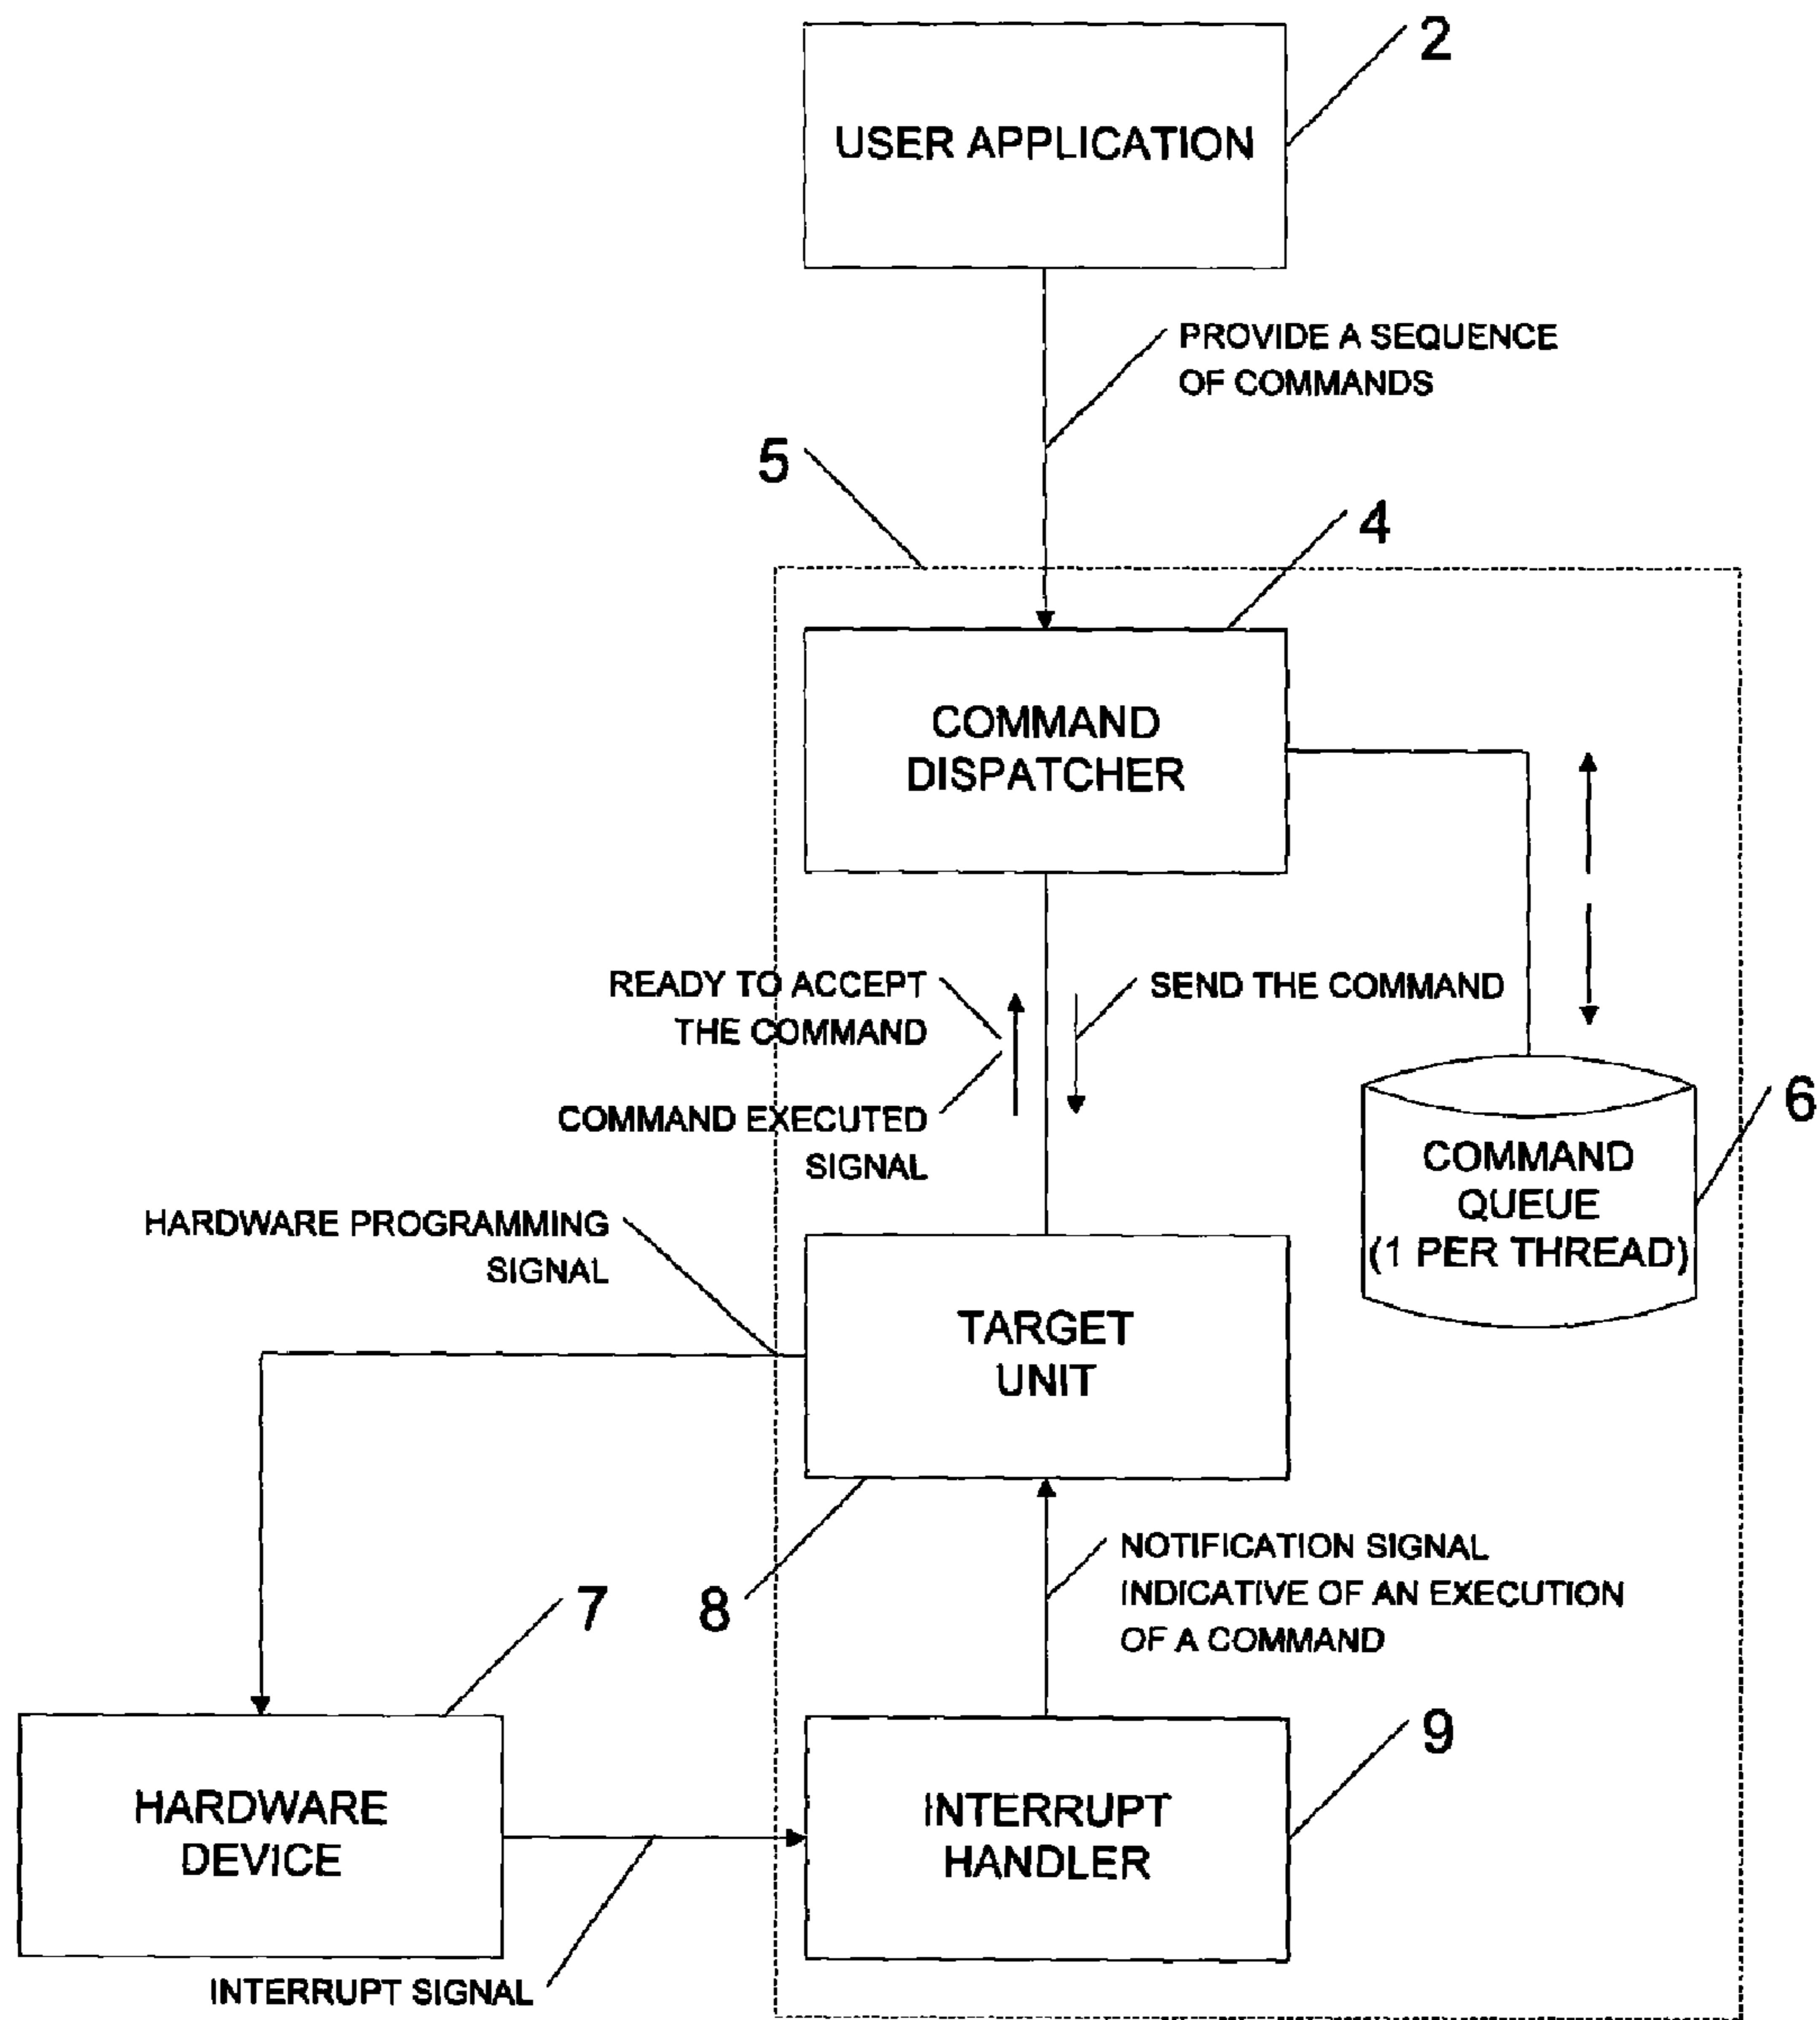 2
USER APPLICATION
PROVIDE A SEQUENCE
OF COMMANDS
5
4
COMMAND
DISPATCHER
READY TO ACCEPT
THE COMMAND
SEND THE COMMAND
COMMAND EXECUTED
SIGNAL
6
COMMAND
QUEUE
(1 PER THREAD)
HARDWARE PROGRAMMING
SIGNAL
TARGET
UNIT
NOTIFICATION SIGNAL
INDICATIVE OF AN EXECUTION
OF A COMMAND
7
8
9
HARDWARE
DEVICE
INTERRUPT
HANDLER
INTERRUPT SIGNAL